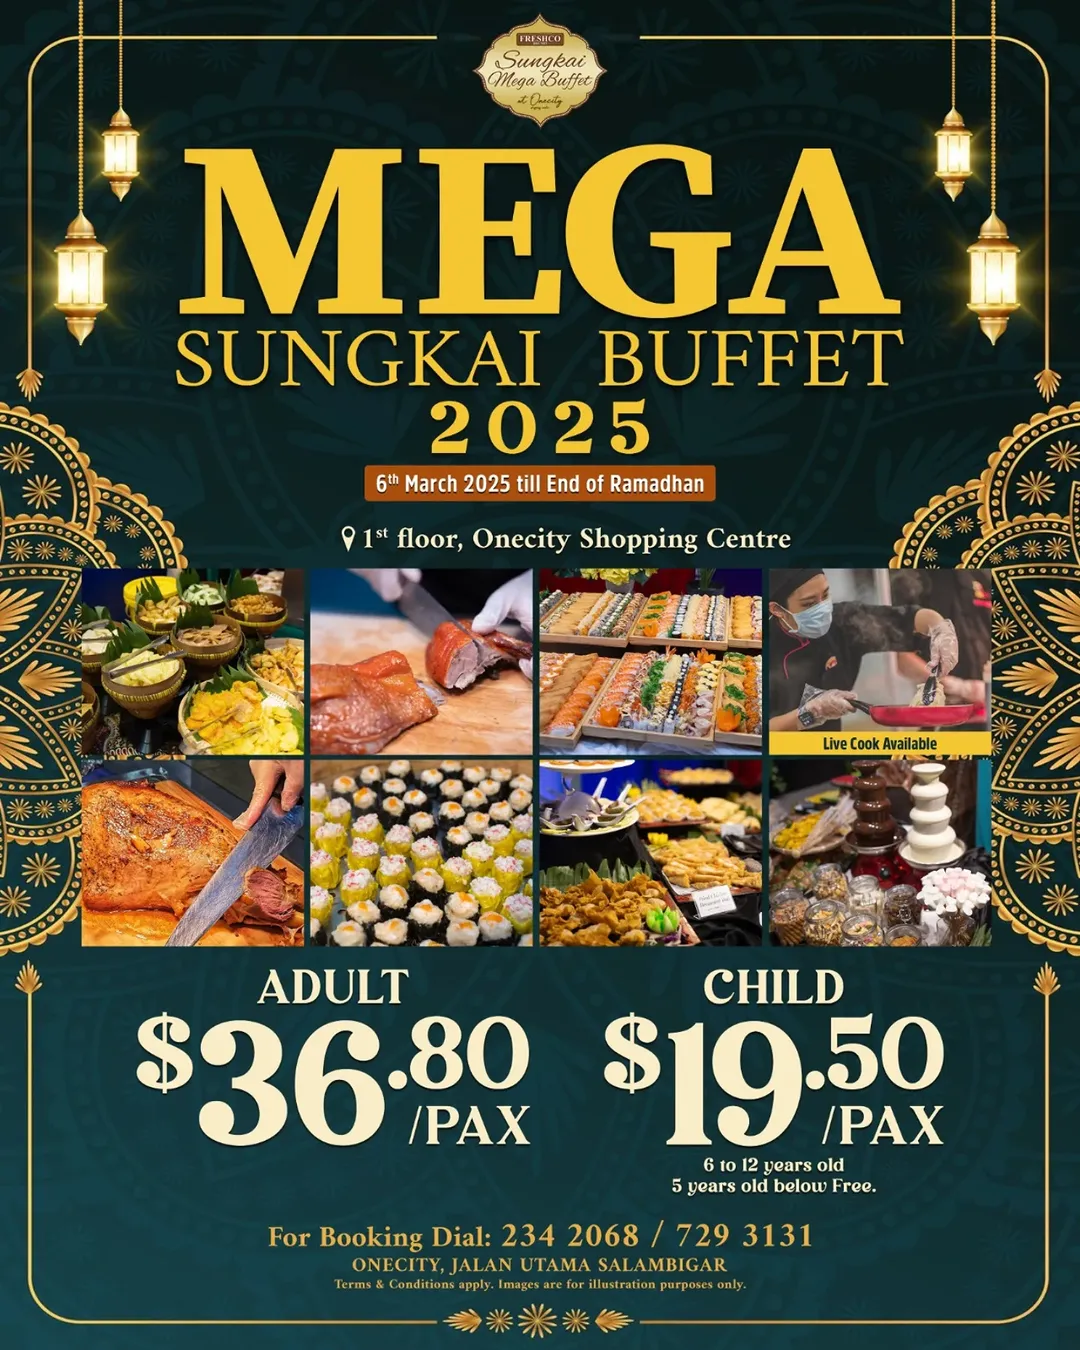 FRESHCO
Sungkai
Mega Buffet
at Onecity
MEGA
SUNGKAI BUFFET
2025
6th March 2025 till End of Ramadhan
1st floor, Onecity Shopping Centre
Live Cook Available
ADULT
$36.80
/PAX
CHILD
$19.50
/PAX
6 to 12 years old
5 years old below Free.
For Booking Dial: 234 2068 / 729 3131
ONECITY, JALAN UTAMA SALAMBIGAR
Terms & Conditions apply. Images are for illustration purposes only.